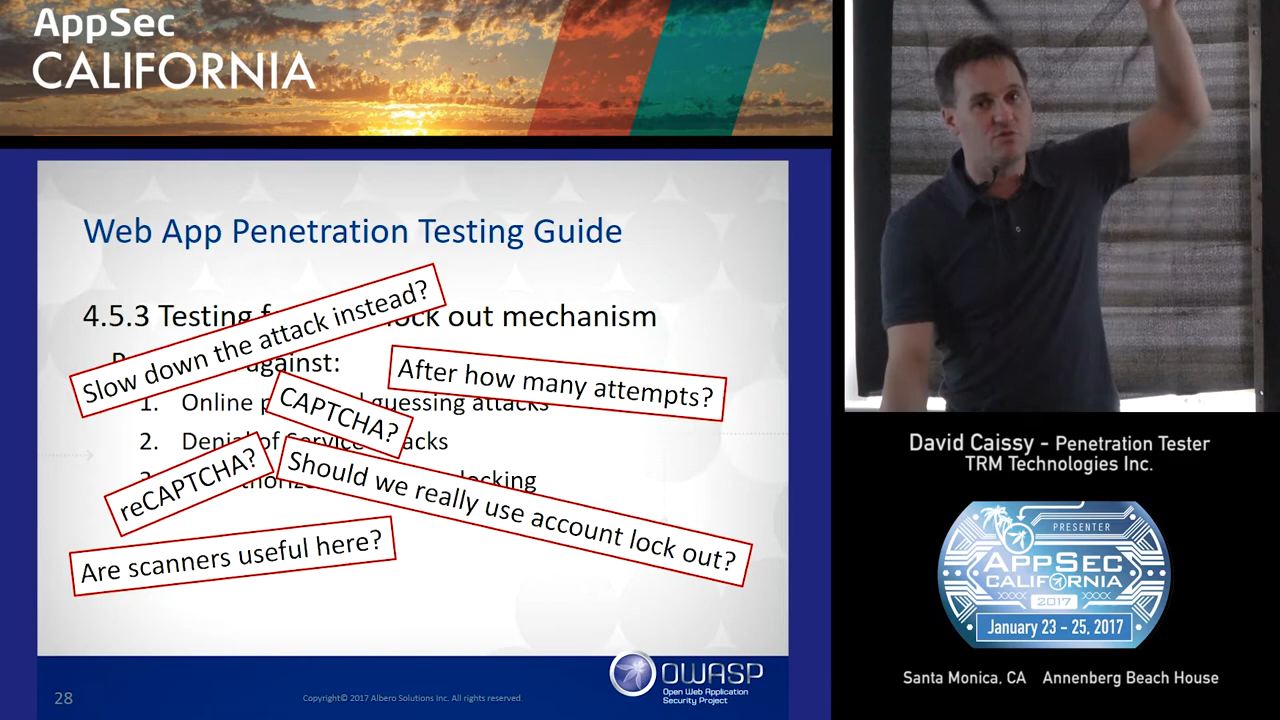 AppSec
CALIFORNIA
Web App Penetration Testing Guide
4.5.3 Testing f lock out mechanism
Slow down the attack instead?
against:
After how many attempts?
1. Online guessing attacks
CAPTCHA?
2. Denial of Service
reCAPTCHA?
Should we really use account lock out?
Are scanners useful here?
28
Copyright© 2017 Albero Solutions Inc. All rights reserved.
OWASP
Open Web Application
Security Project
David Caissy - Penetration Tester
TRM Technologies Inc.
PRESENTER
APPSEC
CALIFORNIA
2017
January 23 – 25, 2017
Santa Monica, CA Annenberg Beach House